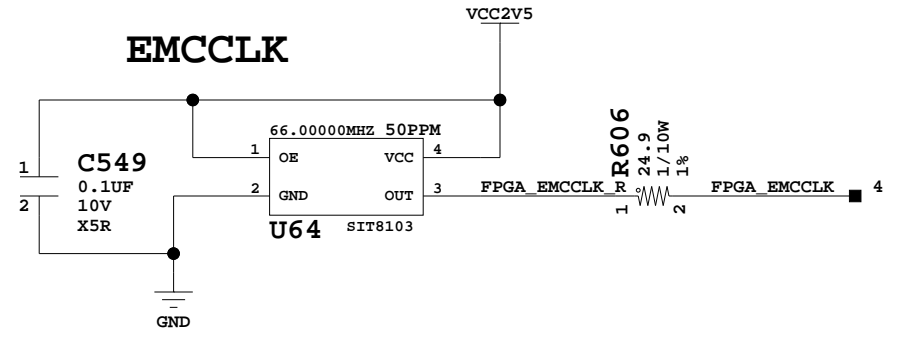 VCC2V5
EMCCLK
66.00000MHZ 50PPM
1 OE VCC 4
2 GND OUT 3
U64 SIT8103
1
C549
0.1UF
2
10V
X5R
GND
FPGA_EMCCLK_R
R606
24.9
1/10W
1%
1 2
FPGA_EMCCLK 4